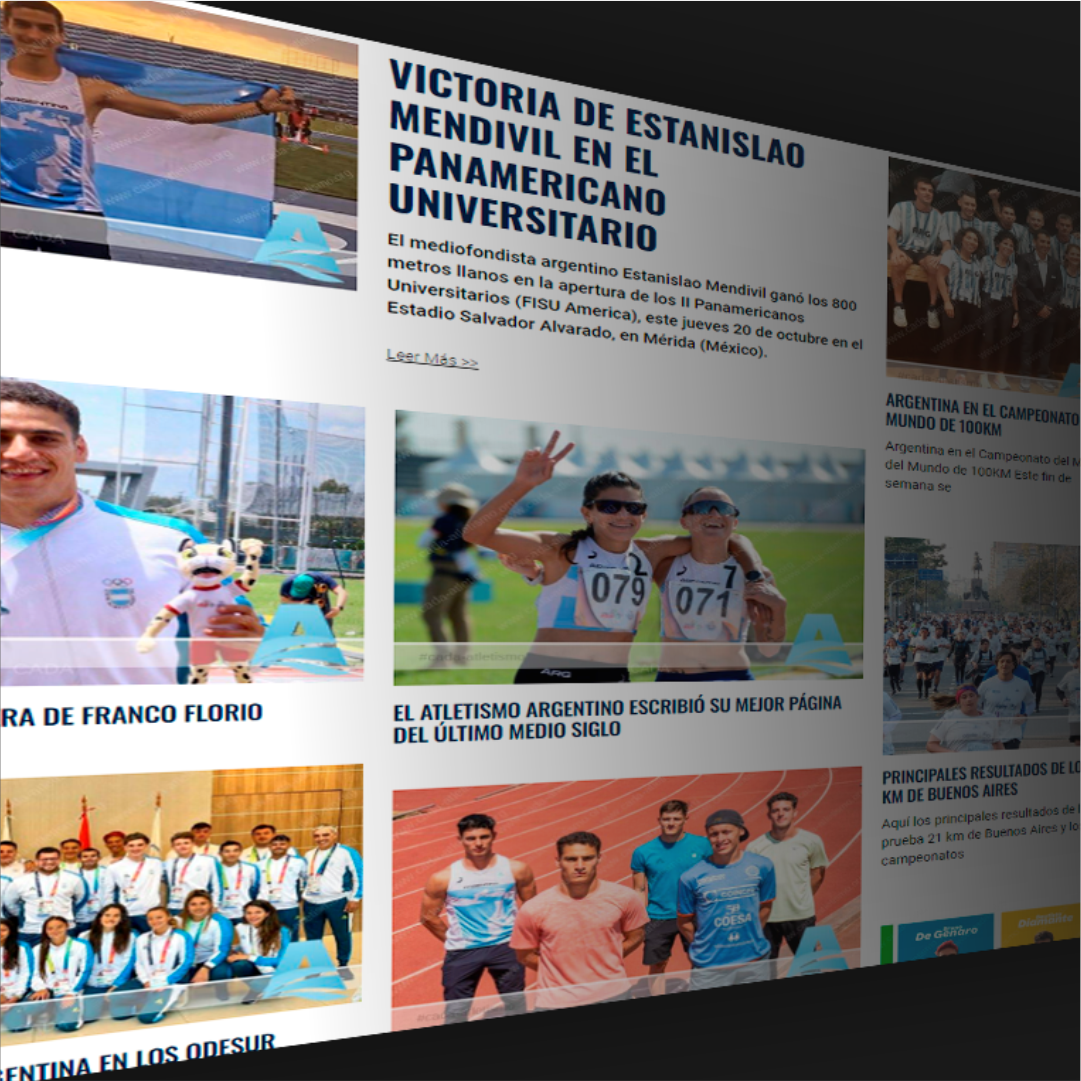 VICTORIA DE ESTANISLAO
MENDIVIL EN EL
PANAMERICANO
UNIVERSITARIO
El mediofondista argentino Estanislao Mendivil ganó los 800
metros llanos en la apertura de los II Panamericanos
Universitarios (FISU America), este jueves 20 de octubre en el
Estadio Salvador Alvarado, en Mérida (México).
Leer Más >>
ARGENTINA EN EL CAMPEONATO
MUNDO DE 100KM
Argentina en el Campeonato del M
del Mundo de 100KM Este fin de
semana se
079
7
071
ARG
RA DE FRANCO FLORIO
EL ATLETISMO ARGENTINO ESCRIBIÓ SU MEJOR PÁGINA
DEL ÚLTIMO MEDIO SIGLO
PRINCIPALES RESULTADOS DE LO
KM DE BUENOS AIRES
Aquí los principales resultados de
prueba 21 km de Buenos Aires y lo
campeonatos
COESA
De Genaro
ENTINA EN LOS ODESUR